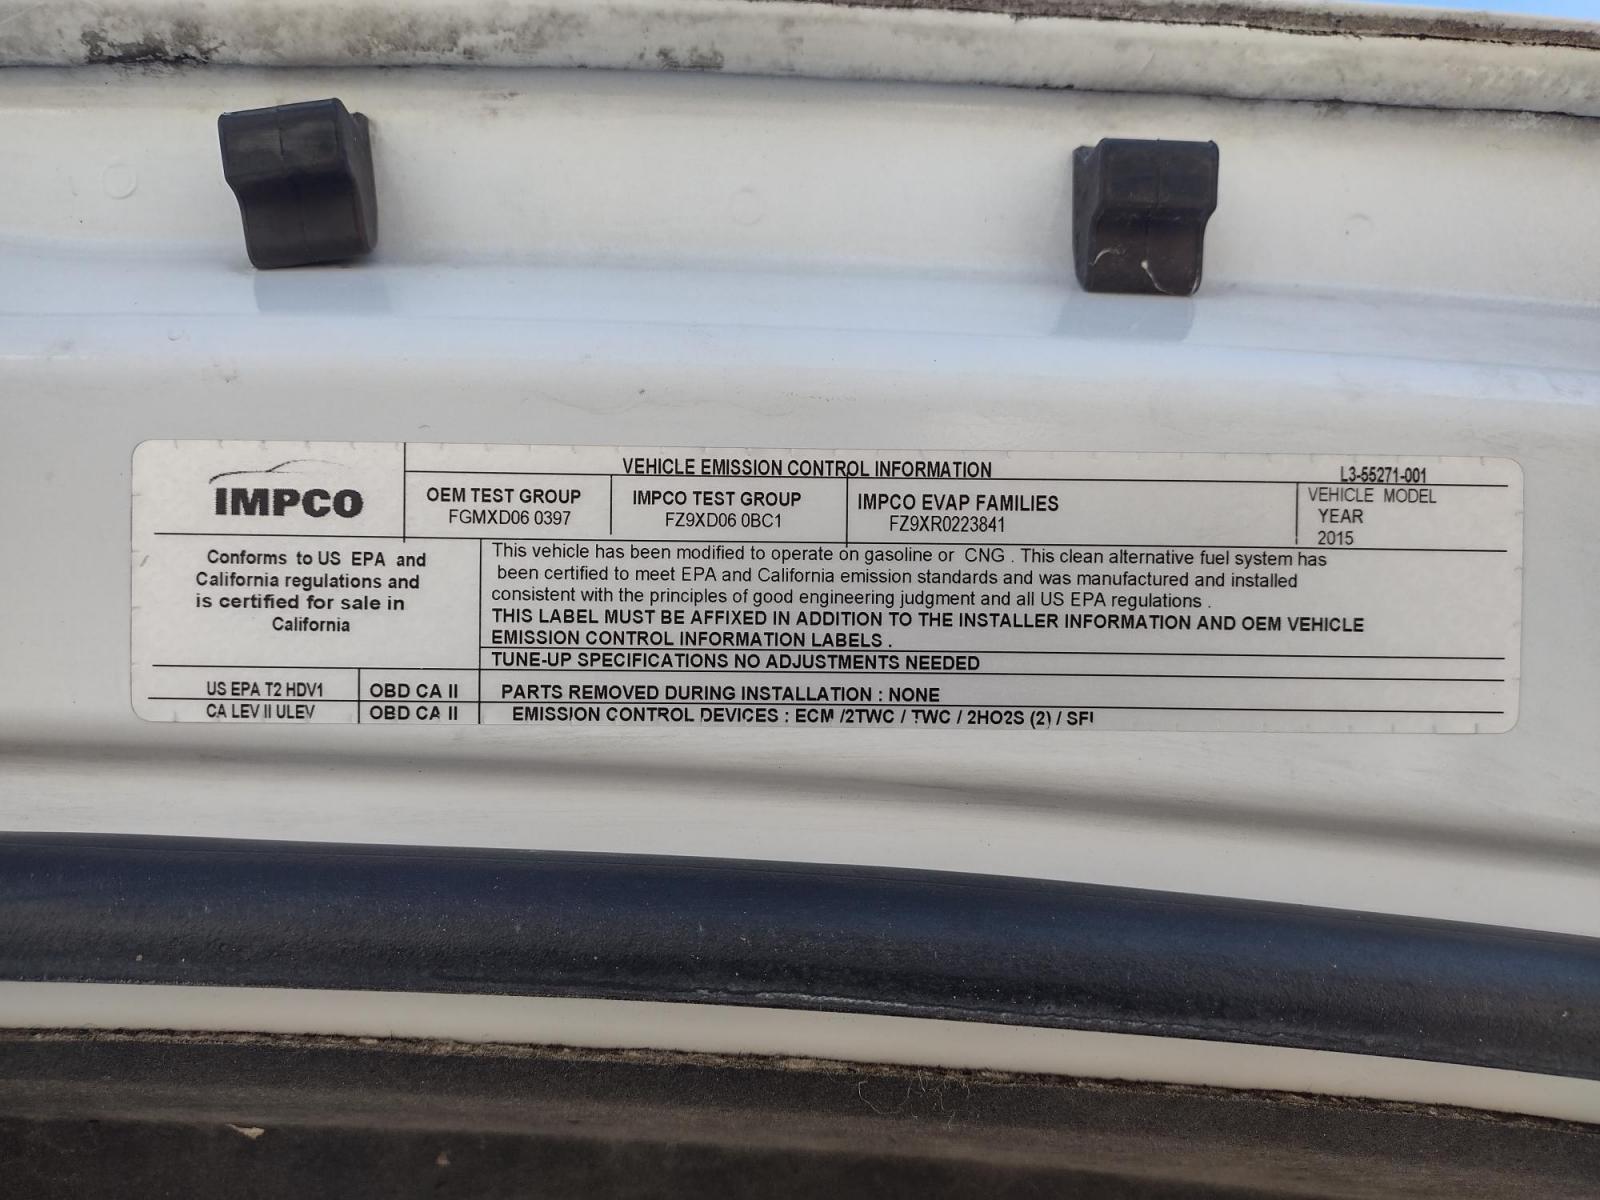 VEHICLE EMISSION CONTROL INFORMATION
L3-55271-001
IMPCO
OEM TEST GROUP
FGMXD06 0397
IMPCO TEST GROUP
FZ9XD06 0BC1
IMPCO EVAP FAMILIES
FZ9XR0223841
VEHICLE MODEL
YEAR
2015
Conforms to US EPA and
California regulations and
is certified for sale in
California
This vehicle has been modified to operate on gasoline or CNG . This clean alternative fuel system has
been certified to meet EPA and California emission standards and was manufactured and installed
consistent with the principles of good engineering judgment and all US EPA regulations .
THIS LABEL MUST BE AFFIXED IN ADDITION TO THE INSTALLER INFORMATION AND OEM VEHICLE
EMISSION CONTROL INFORMATION LABELS .
TUNE-UP SPECIFICATIONS NO ADJUSTMENTS NEEDED
US EPA T2 HDV1 OBD CA II PARTS REMOVED DURING INSTALLATION : NONE
CA LEV II ULEV OBD CA II EMISSION CONTROL DEVICES : ECM /2TWC / TWC / 2HO2S (2) / SFI